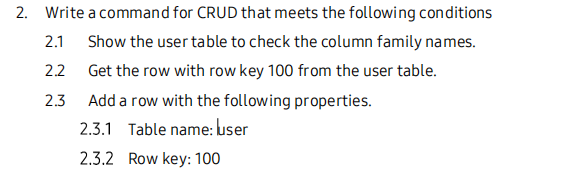 2. Write a command for CRUD that meets the following conditions
2.1 Show the user table to check the column family names.
2.2 Get the row with row key 100 from the user table.
2.3 Add a row with the following properties.
2.3.1 Table name: user
2.3.2 Row key: 100